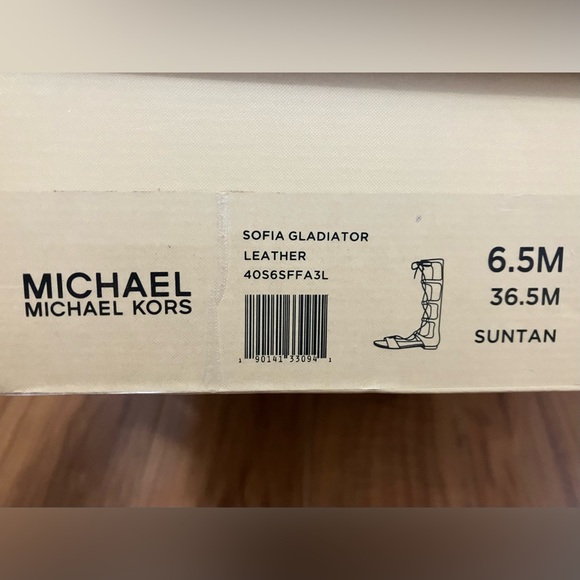 MICHAEL
MICHAEL KORS
SOFIA GLADIATOR
LEATHER
40S6SFFA3L
1 90141 33094 1
6.5M
36.5M
SUNTAN